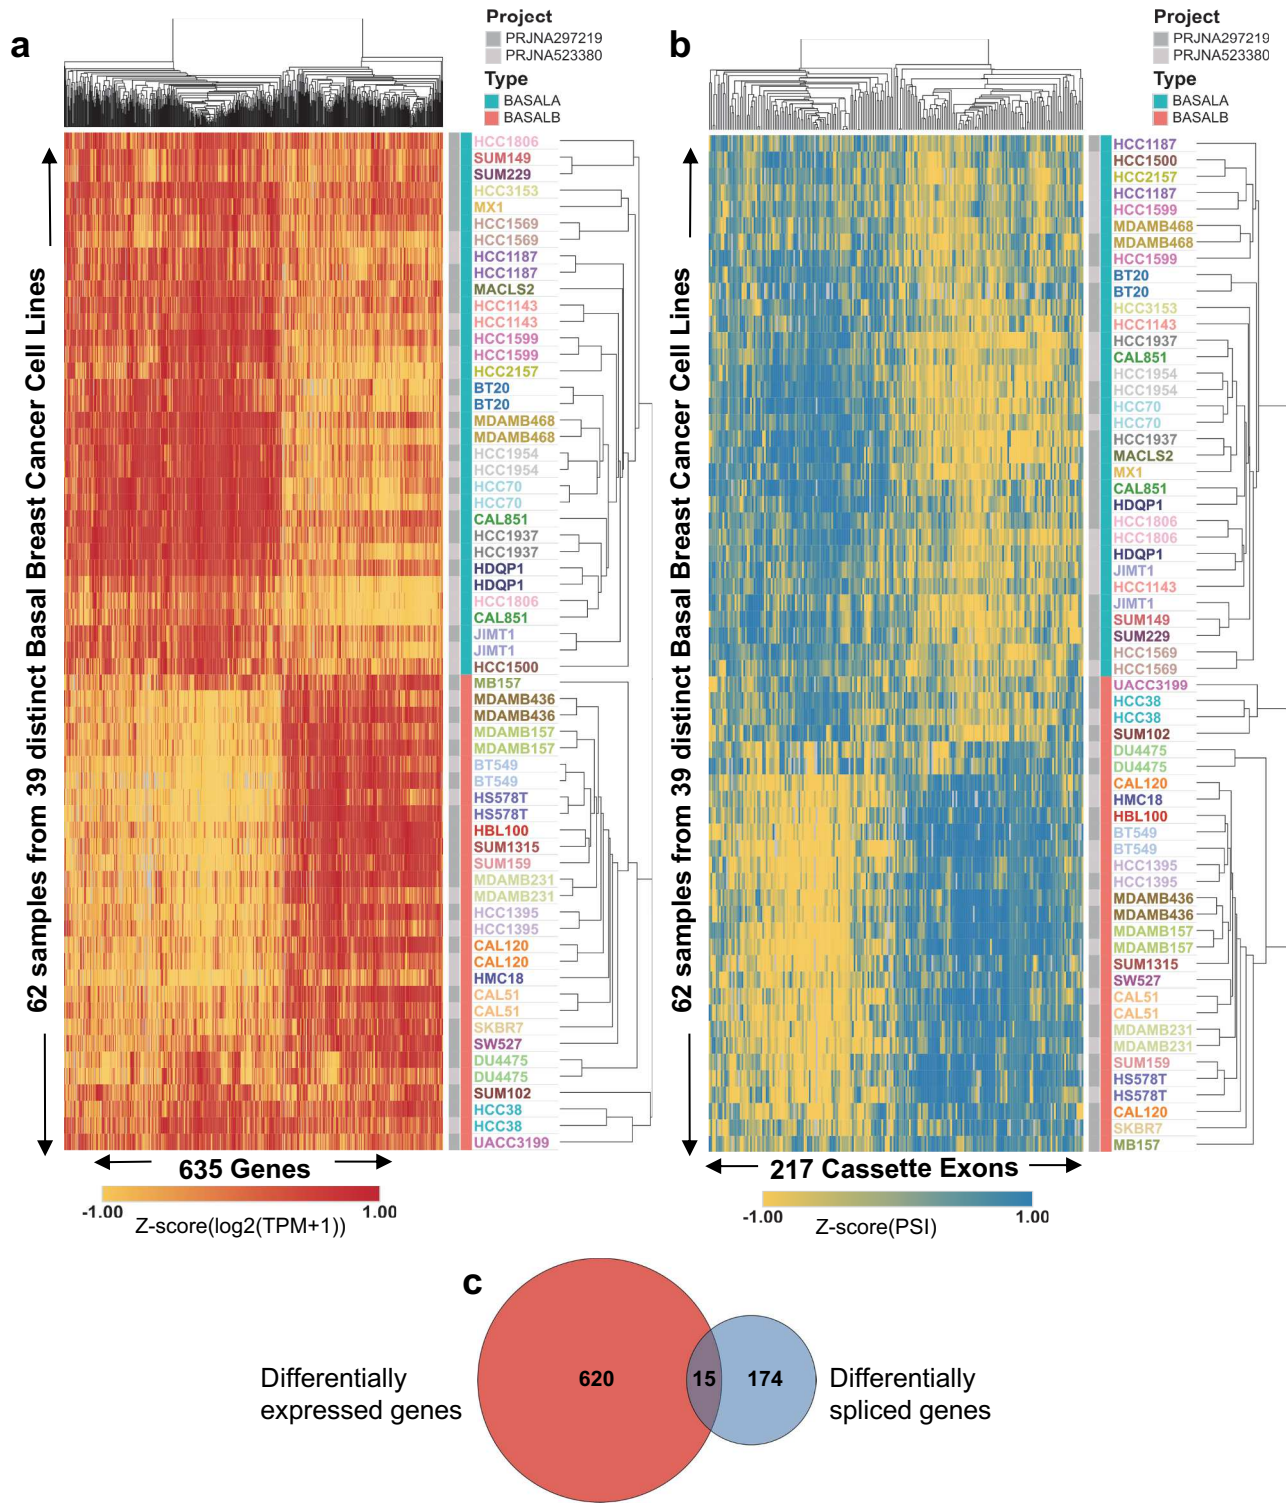 a
Project
PRJNA297219
PRJNA523380
Type
BASALA
BASALB
62 samples from 39 distinct Basal Breast Cancer Cell Lines
HCC1806
SUM149
SUM229
HCC3153
MX1
HCC1569
HCC1569
HCC1187
HCC1187
MACLS2
HCC1143
HCC1143
HCC1599
HCC1599
HCC2157
BT20
BT20
MDAMB468
MDAMB468
HCC1954
HCC1954
HCC70
HCC70
CAL851
HCC1937
HCC1937
HDQP1
HDQP1
HCC1806
CAL851
JIMT1
JIMT1
HCC1500
MB157
MDAMB436
MDAMB436
MDAMB157
MDAMB157
BT549
BT549
HS578T
HS578T
HBL100
SUM1315
SUM159
MDAMB231
MDAMB231
HCC1395
HCC1395
CAL120
CAL120
HMC18
CAL51
CAL51
SKBR7
SW527
DU4475
DU4475
SUM102
HCC38
HCC38
UACC3199
635 Genes
-1.00
1.00
Z-score(log2(TPM+1))
b
Project
PRJNA297219
PRJNA523380
Type
BASALA
BASALB
62 samples from 39 distinct Basal Breast Cancer Cell Lines
HCC1187
HCC1500
HCC2157
HCC1187
HCC1599
MDAMB468
MDAMB468
HCC1599
BT20
BT20
HCC3153
HCC1143
HCC1937
CAL851
HCC1954
HCC1954
HCC70
HCC70
HCC1937
MACLS2
MX1
CAL851
HDQP1
HCC1806
HCC1806
HDQP1
JIMT1
HCC1143
JIMT1
SUM149
SUM229
HCC1569
HCC1569
UACC3199
HCC38
HCC38
SUM102
DU4475
DU4475
CAL120
HMC18
HBL100
BT549
BT549
HCC1395
HCC1395
MDAMB436
MDAMB436
MDAMB157
MDAMB157
SUM1315
SW527
CAL51
CAL51
MDAMB231
MDAMB231
SUM159
HS578T
HS578T
CAL120
SKBR7
MB157
217 Cassette Exons
-1.00
1.00
Z-score(PSI)
c
Differentially
expressed genes
620
15
174
Differentially
spliced genes